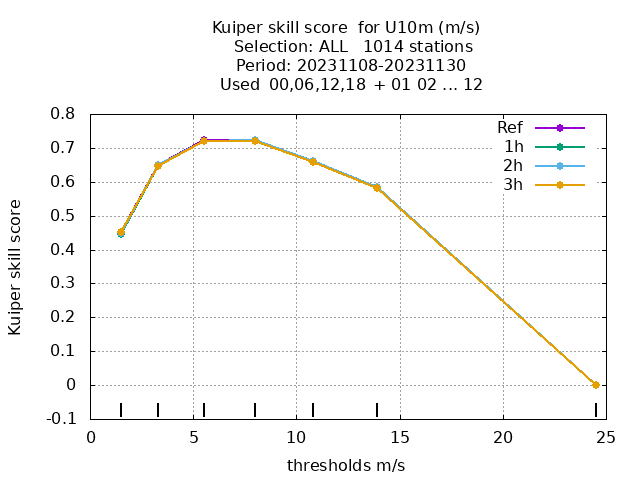 Kuiper skill score  for U10m (m/s)
Selection: ALL   1014 stations
Period: 20231108-20231130
Used  00,06,12,18  + 01 02 ... 12
Ref
1h
2h
3h
0.8
0.7
0.6
0.5
0.4
0.3
0.2
0.1
0
-0.1
Kuiper skill score
0 5 10 15 20 25
thresholds m/s